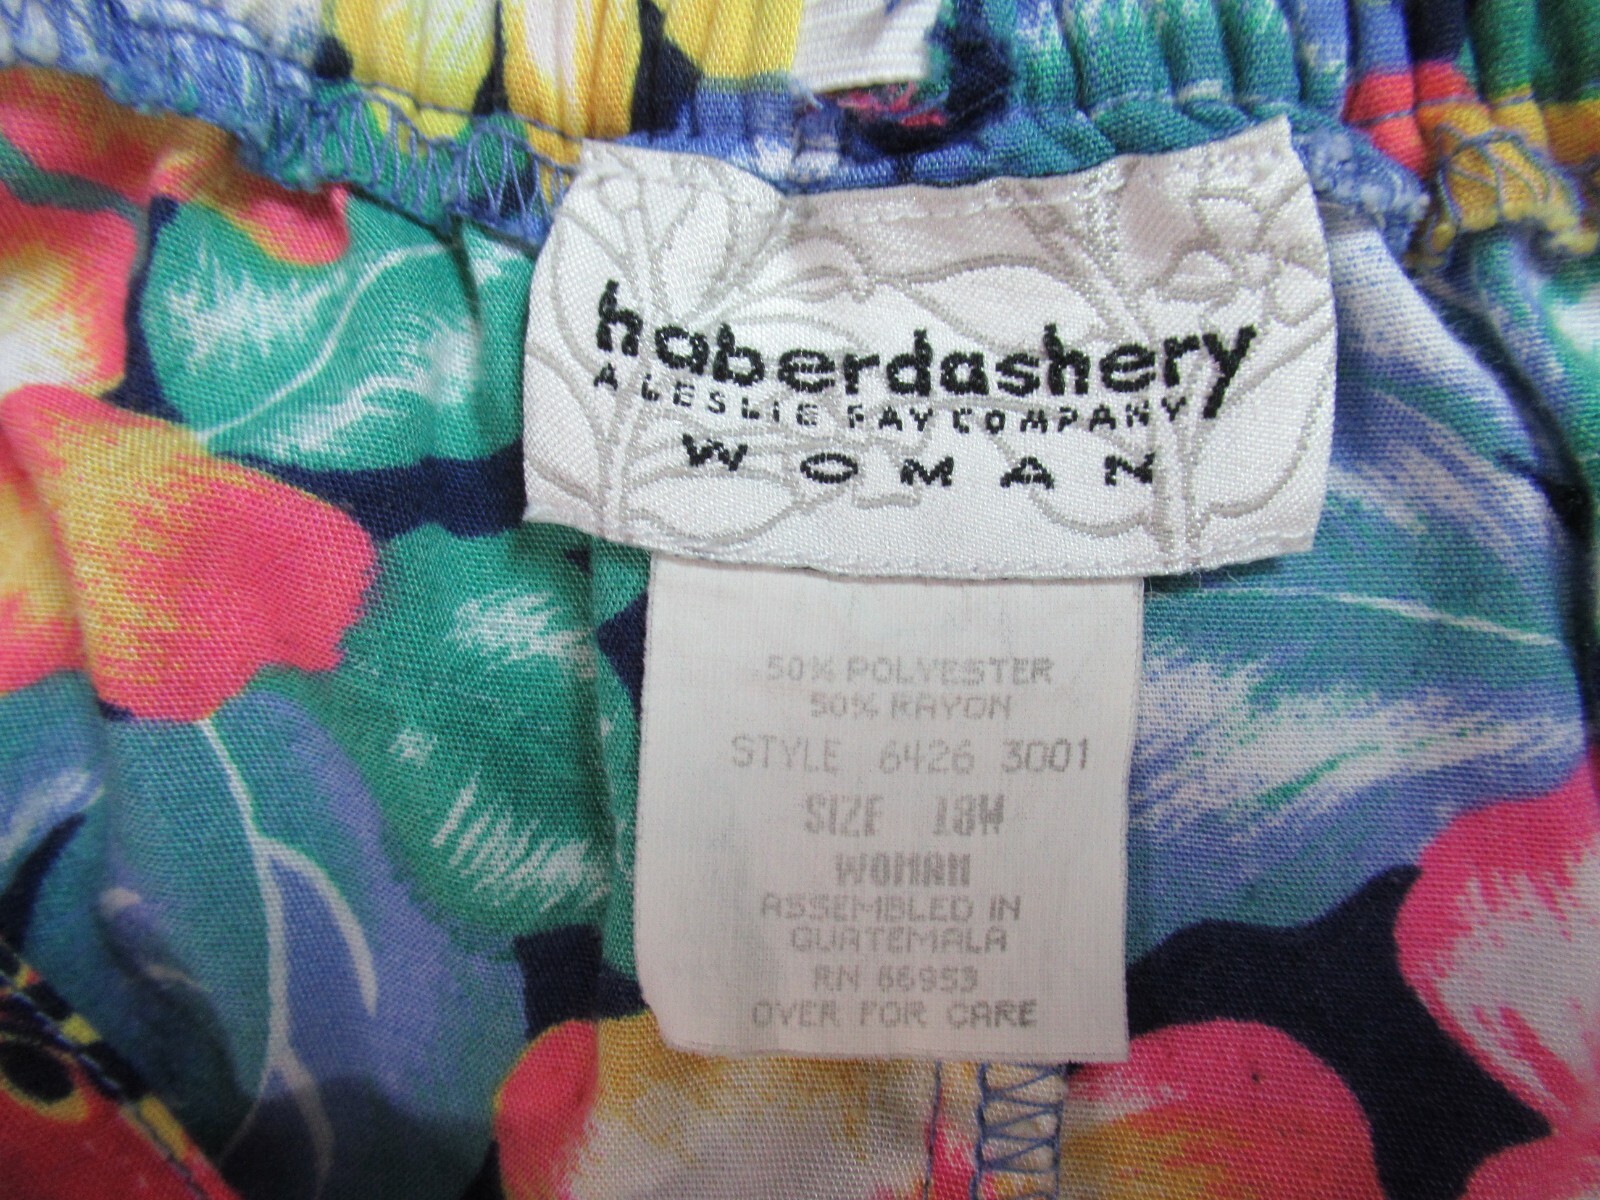 haberdashery
A LESLIE FAY COMPANY
WOMAN
50% POLYESTER
50% RAYON
STYLE 6426 3001
SIZE 18W
WOMAN
ASSEMBLED IN
GUATEMALA
RN 66953
OVER FOR CARE